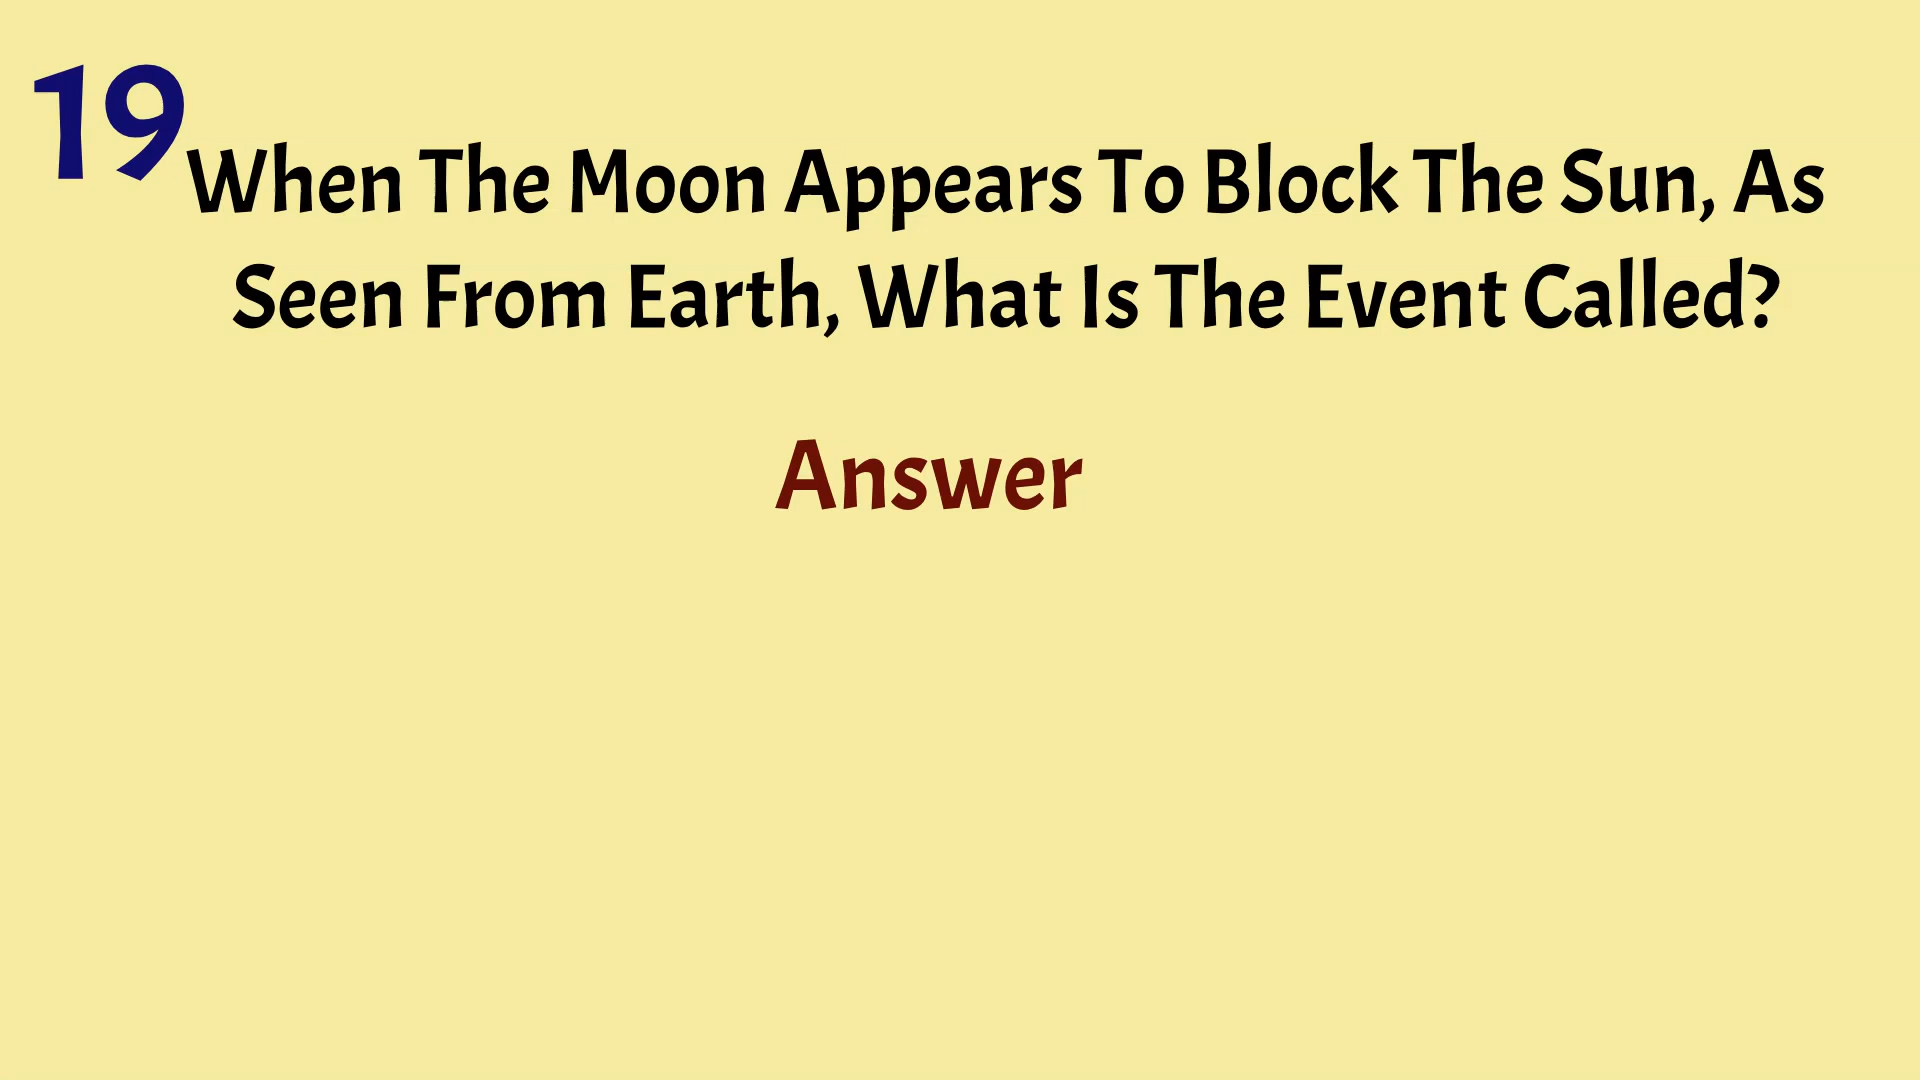 19
When The Moon Appears To Block The Sun, As
Seen From Earth, What Is The Event Called?
Answer